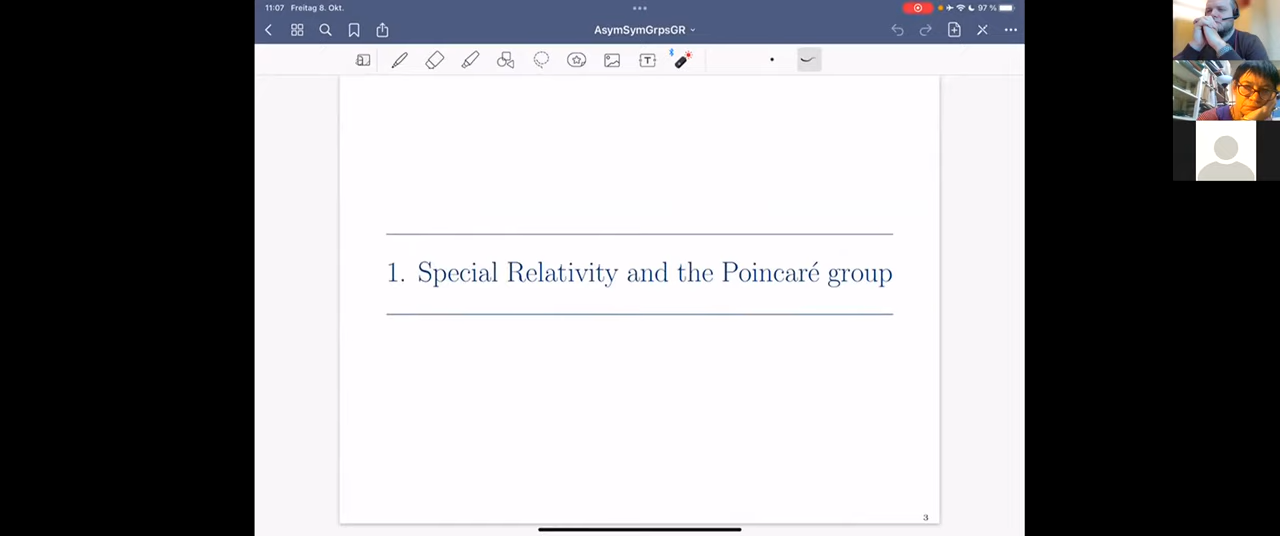 11:07 Freitag 8. Okt.
97 %
AsymSymGrpsGR
T
1. Special Relativity and the Poincaré group
3